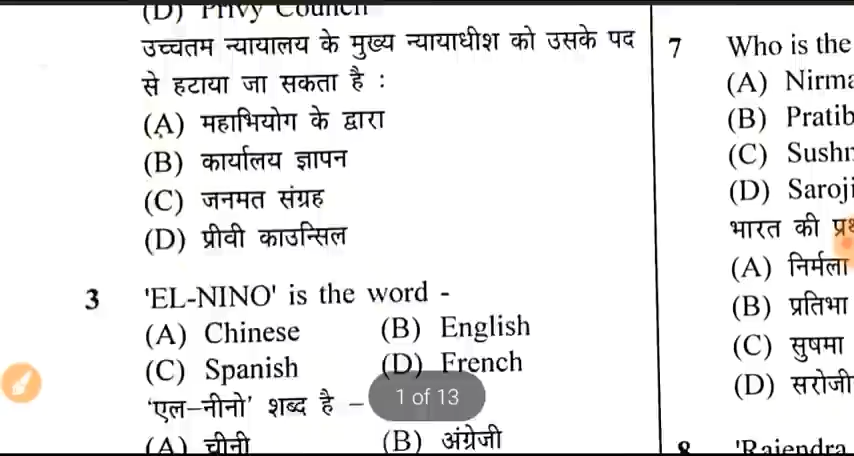 (D) Privy Council
उच्चतम न्यायालय के मुख्य न्यायाधीश को उसके पद
से हटाया जा सकता है :
(A) महाभियोग के द्वारा
(B) कार्यालय ज्ञापन
(C) जनमत संग्रह
(D) प्रीवी काउन्सिल
3 'EL-NINO' is the word -
(A) Chinese (B) English
(C) Spanish (D) French
'एल-नीनो' शब्द है –
(A) चीनी (B) अंग्रेजी
1 of 13
7 Who is the
(A) Nirma
(B) Pratib
(C) Sushm
(D) Saroji
भारत की प्र
(A) निर्मला
(B) प्रतिभा
(C) सुषमा
(D) सरोजी
8 'Rajendra